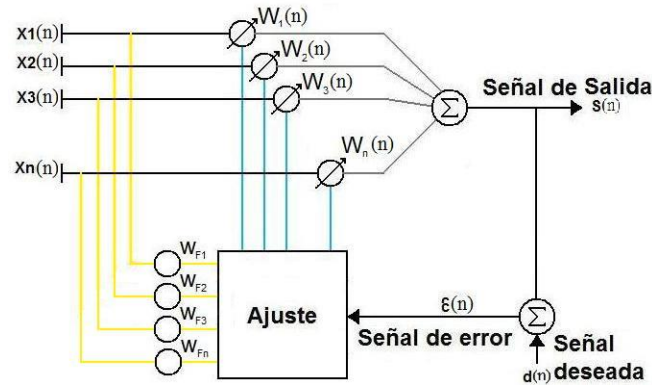 X1(n)
W1(n)
X2(n)
W2(n)
X3(n)
W3(n)
Σ
Señal de Salida
S(n)
Xn(n)
Wn(n)
WF1
WF2
WF3
WFn
Ajuste
ε(n)
Señal de error
Σ
Señal
deseada
d(n)